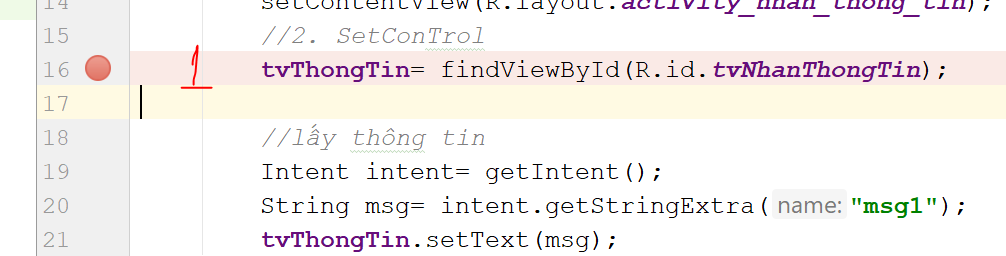 14 setContentView(R.layout.activity_nhan_thong_tin);
15 //2. SetConTrol
16 1 tvThongTin= findViewById(R.id.tvNhanThongTin);
17
18 //lấy thông tin
19 Intent intent= getIntent();
20 String msg= intent.getStringExtra( name: "msg1");
21 tvThongTin.setText(msg);